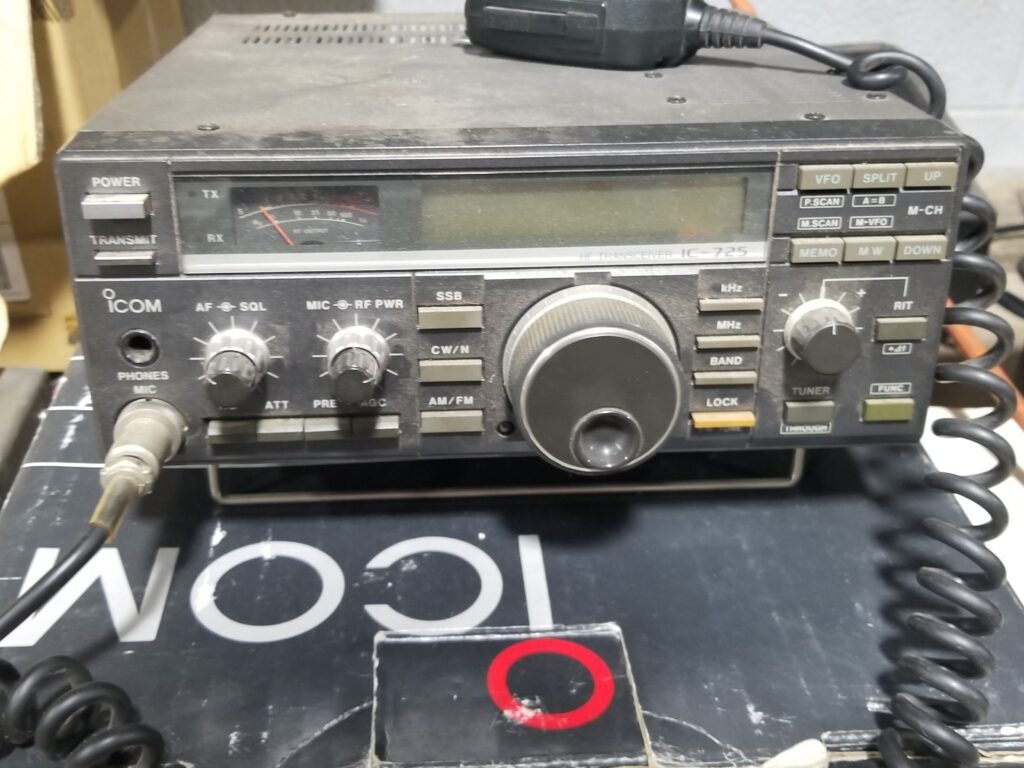 POWER
TRANSMIT
TX
RX
HF TRANSCEIVER IC-725
VFO SPLIT UP
P.SCAN A=B
M-CH
M.SCAN M▸VFO
MEMO M W DOWN
ICOM
PHONES
MIC
AF SQL
MIC RF PWR
ATT
AGC
SSB
CW/N
AM/FM
kHz
MHz
BAND
LOCK
- +
RIT
TUNER
THROUGH
FUNC
ICOM